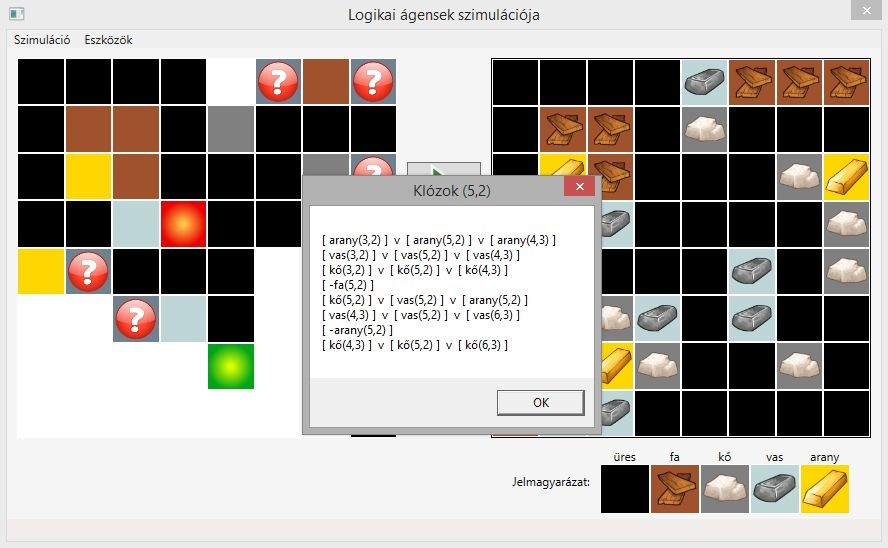 Logikai ágensek szimulációja
Szimuláció Eszközök
Klózok (5,2)
[ arany(3,2) ] v [ arany(5,2) ] v [ arany(4,3) ]
[ vas(3,2) ] v [ vas(5,2) ] v [ vas(4,3) ]
[ kő(3,2) ] v [ kő(5,2) ] v [ kő(4,3) ]
[ -fa(5,2) ]
[ kő(5,2) ] v [ vas(5,2) ] v [ arany(5,2) ]
[ vas(4,3) ] v [ vas(5,2) ] v [ vas(6,3) ]
[ -arany(5,2) ]
[ kő(4,3) ] v [ kő(5,2) ] v [ kő(6,3) ]
OK
üres fa kő vas arany
Jelmagyarázat: